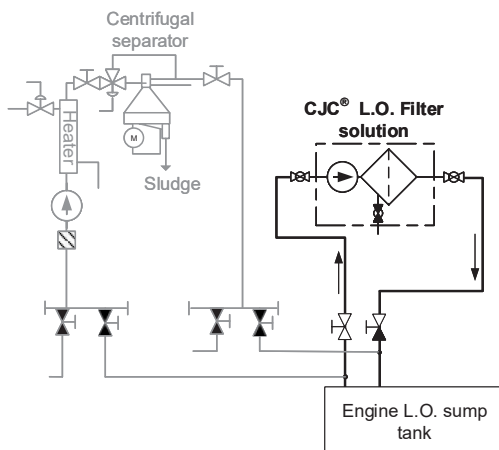 Centrifugal
separator
CJC® L.O. Filter
solution
Heater
M
Sludge
Engine L.O. sump
tank